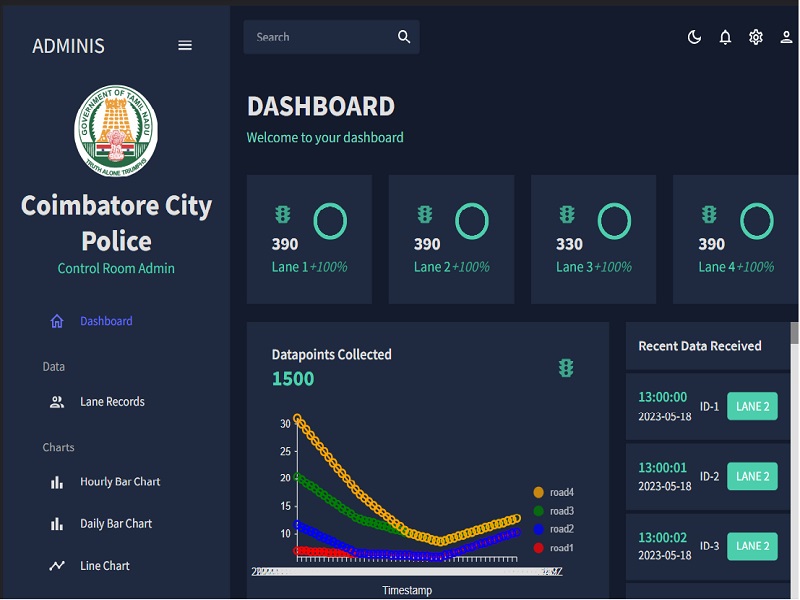 ADMINIS
Search
GOVERNMENT OF TAMIL NADU
TRUTH ALONE TRIUMPHS
Coimbatore City
Police
Control Room Admin
Dashboard
Data
Lane Records
Charts
Hourly Bar Chart
Daily Bar Chart
Line Chart
DASHBOARD
Welcome to your dashboard
390
Lane 1 +100%
390
Lane 2 +100%
330
Lane 3 +100%
390
Lane 4 +100%
Datapoints Collected
1500
30
25
20
15
10
road4
road3
road2
road1
Timestamp
Recent Data Received
13:00:00
2023-05-18 ID-1 LANE 2
13:00:01
2023-05-18 ID-2 LANE 2
13:00:02
2023-05-18 ID-3 LANE 2